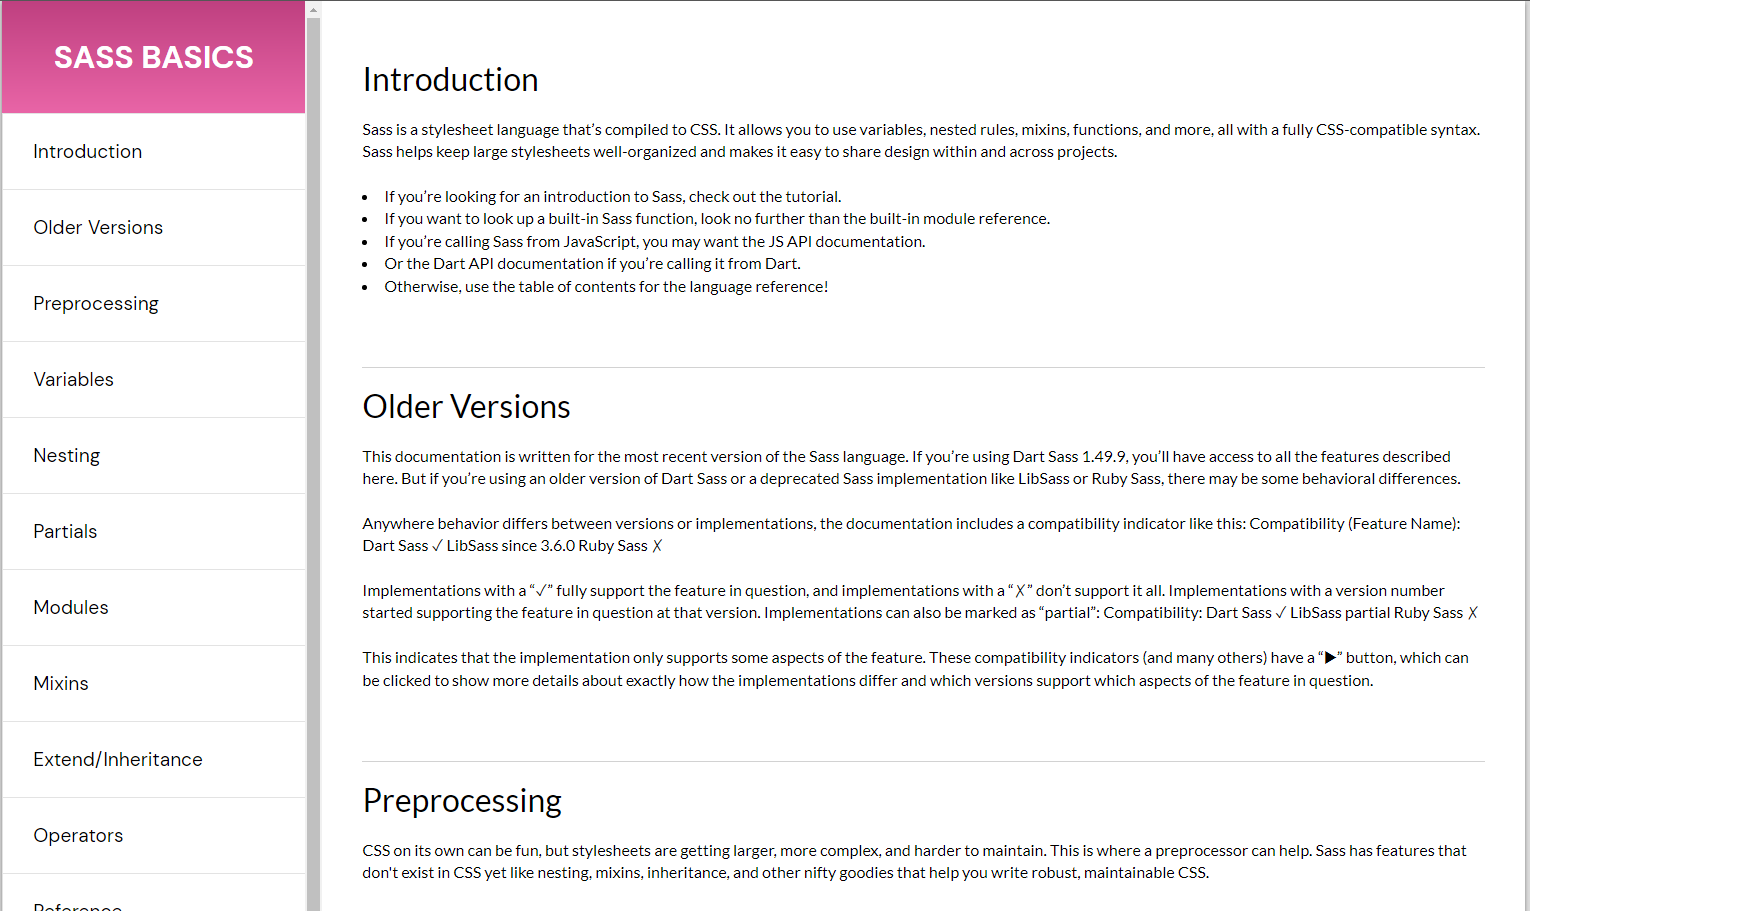 SASS BASICS
Introduction
Older Versions
Preprocessing
Variables
Nesting
Partials
Modules
Mixins
Extend/Inheritance
Operators
Reference
Introduction
Sass is a stylesheet language that’s compiled to CSS. It allows you to use variables, nested rules, mixins, functions, and more, all with a fully CSS-compatible syntax.
Sass helps keep large stylesheets well-organized and makes it easy to share design within and across projects.
• If you’re looking for an introduction to Sass, check out the tutorial.
• If you want to look up a built-in Sass function, look no further than the built-in module reference.
• If you’re calling Sass from JavaScript, you may want the JS API documentation.
• Or the Dart API documentation if you’re calling it from Dart.
• Otherwise, use the table of contents for the language reference!
Older Versions
This documentation is written for the most recent version of the Sass language. If you’re using Dart Sass 1.49.9, you’ll have access to all the features described
here. But if you’re using an older version of Dart Sass or a deprecated Sass implementation like LibSass or Ruby Sass, there may be some behavioral differences.
Anywhere behavior differs between versions or implementations, the documentation includes a compatibility indicator like this: Compatibility (Feature Name):
Dart Sass ✓ LibSass since 3.6.0 Ruby Sass ✗
Implementations with a “✓” fully support the feature in question, and implementations with a “✗” don’t support it all. Implementations with a version number
started supporting the feature in question at that version. Implementations can also be marked as “partial”: Compatibility: Dart Sass ✓ LibSass partial Ruby Sass ✗
This indicates that the implementation only supports some aspects of the feature. These compatibility indicators (and many others) have a “▶” button, which can
be clicked to show more details about exactly how the implementations differ and which versions support which aspects of the feature in question.
Preprocessing
CSS on its own can be fun, but stylesheets are getting larger, more complex, and harder to maintain. This is where a preprocessor can help. Sass has features that
don't exist in CSS yet like nesting, mixins, inheritance, and other nifty goodies that help you write robust, maintainable CSS.